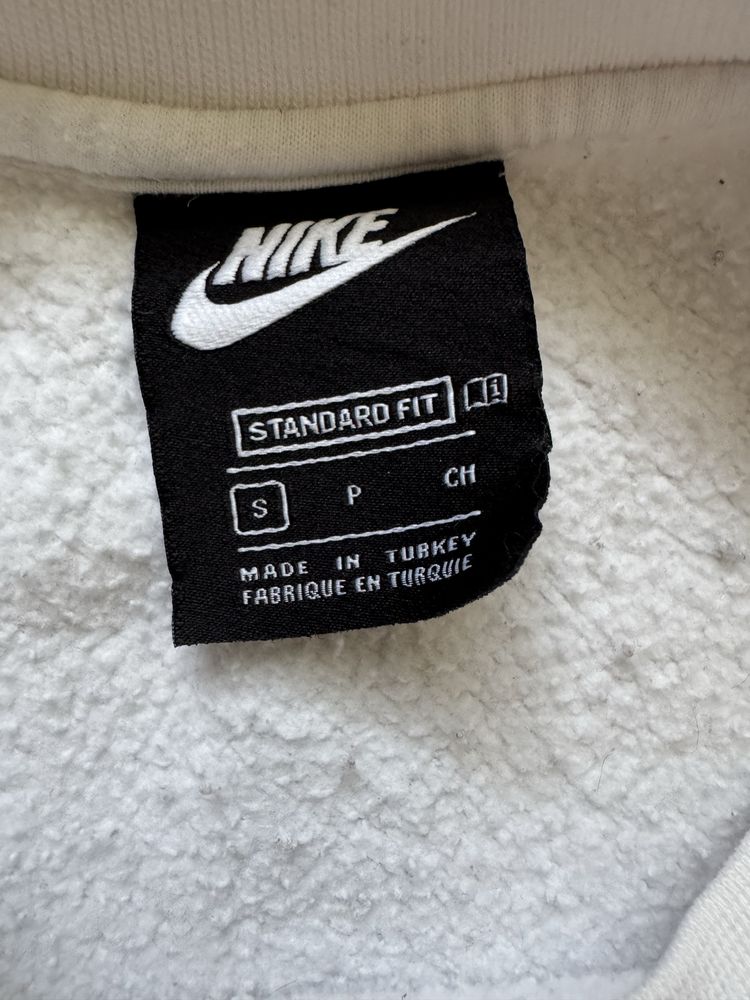 NIKE
STANDARD FIT i
S P CH
MADE IN TURKEY
FABRIQUE EN TURQUIE